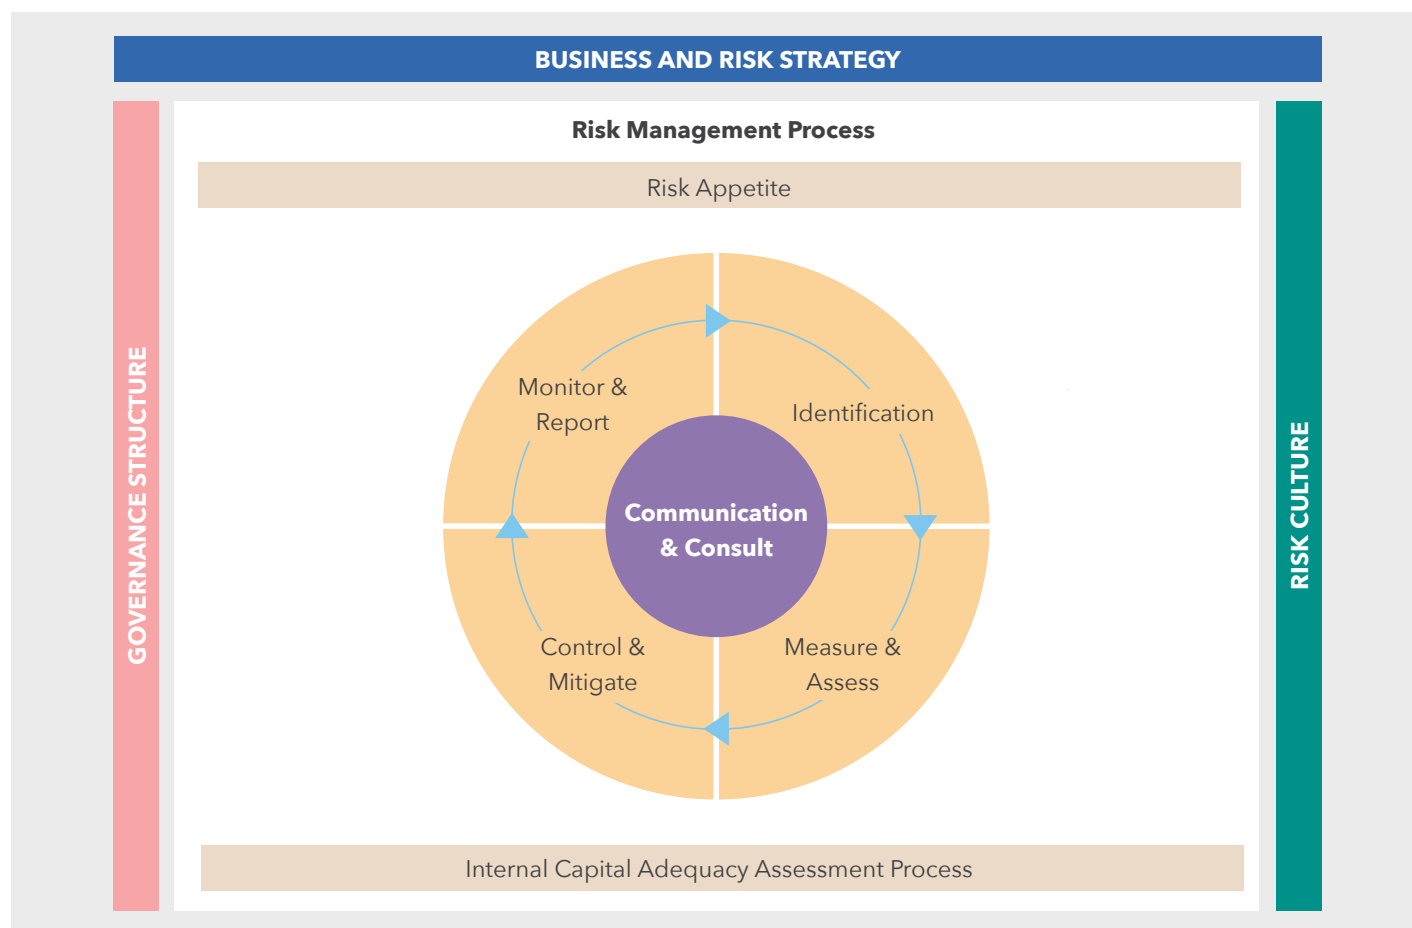 BUSINESS AND RISK STRATEGY
GOVERNANCE STRUCTURE
Risk Management Process
Risk Appetite
Monitor &
Report
Identification
Communication
& Consult
Control &
Mitigate
Measure &
Assess
Internal Capital Adequacy Assessment Process
RISK CULTURE